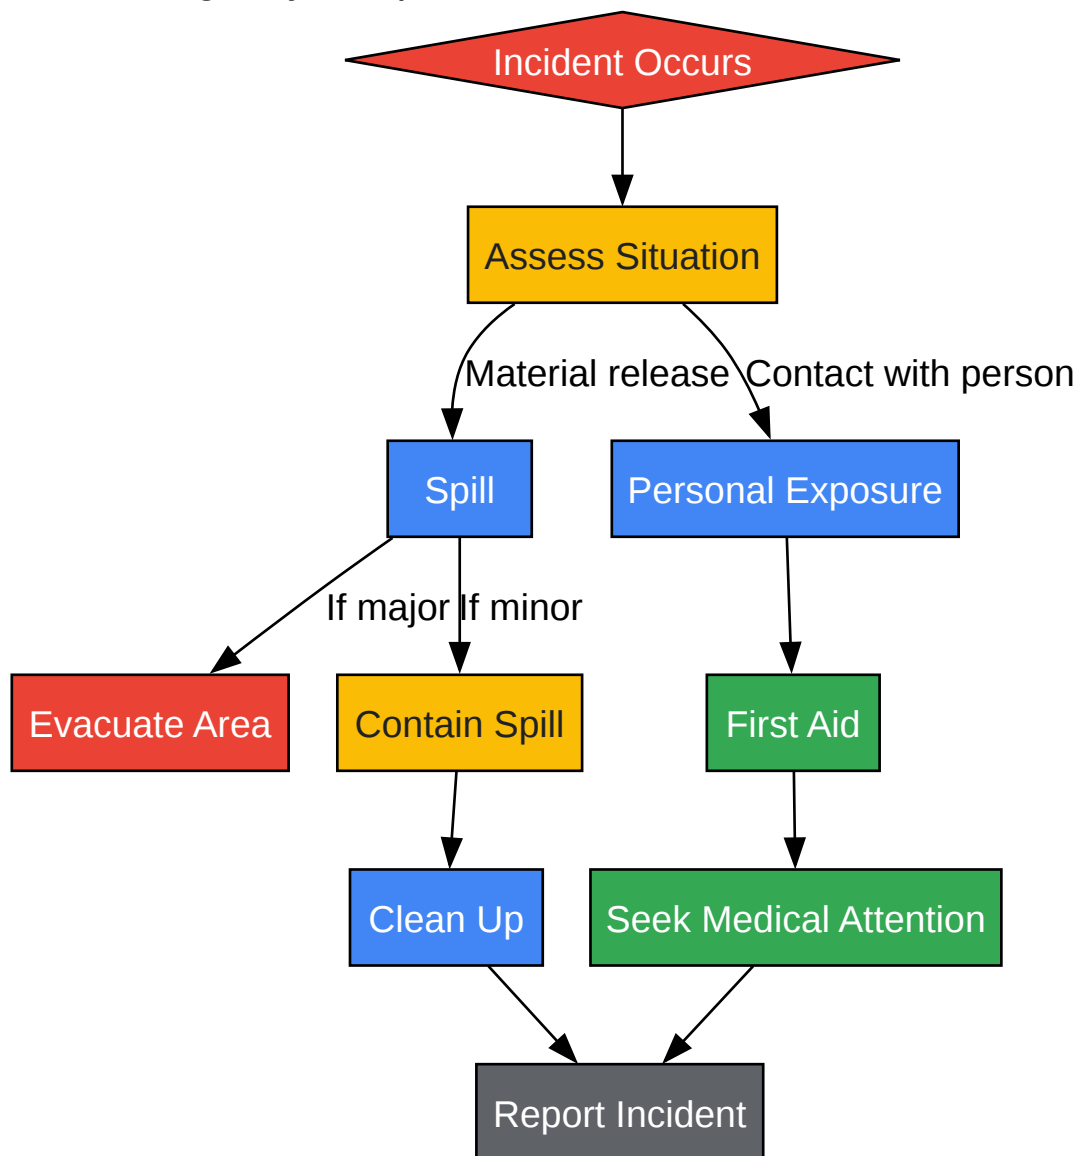 Incident Occurs
Assess Situation
Material release
Contact with person
Spill
Personal Exposure
If major
If minor
Evacuate Area
Contain Spill
First Aid
Clean Up
Seek Medical Attention
Report Incident